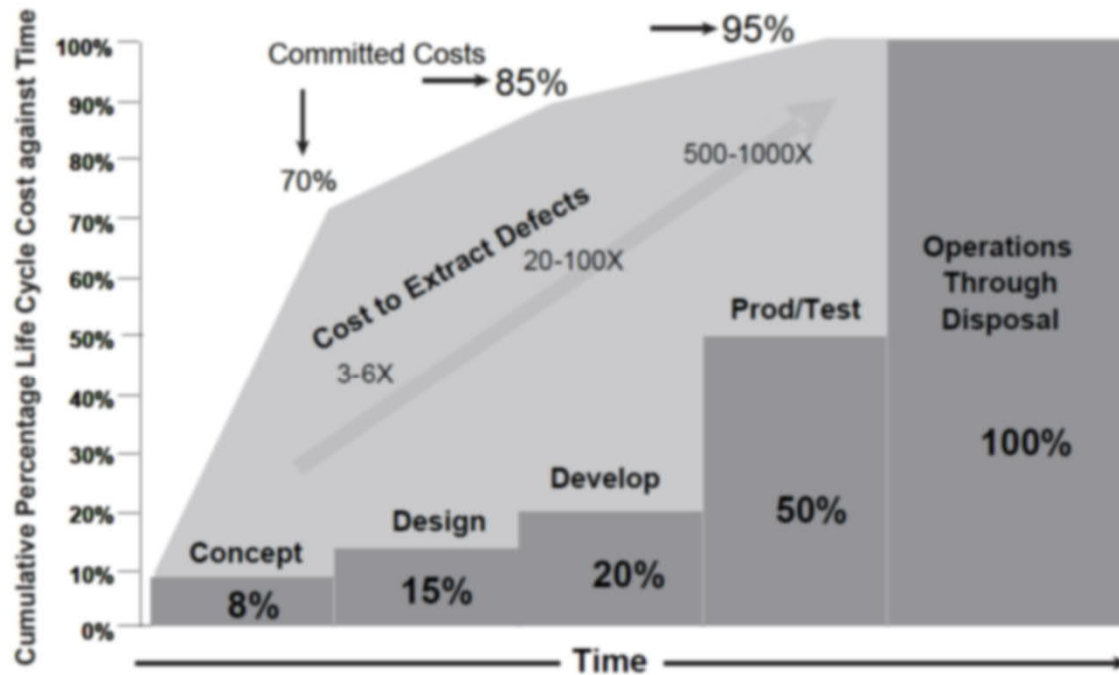 Cumulative Percentage Life Cycle Cost against Time
100%
90%
80%
70%
60%
50%
40%
30%
20%
10%
0%
Committed Costs
70%
85%
95%
Cost to Extract Defects
3-6X
20-100X
500-1000X
Concept
8%
Design
15%
Develop
20%
Prod/Test
50%
Operations
Through
Disposal
100%
Time